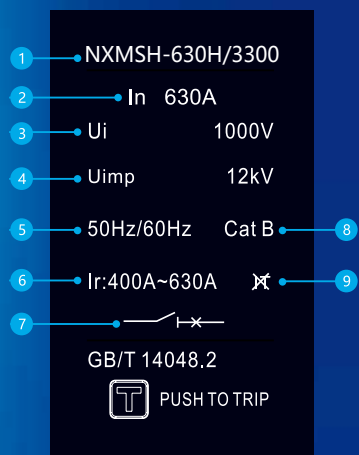 1 NXMSH-630H/3300
2 In 630A
3 Ui 1000V
4 Uimp 12kV
5 50Hz/60Hz Cat B 8
6 Ir:400A~630A IT 9
7
GB/T 14048.2
T PUSH TO TRIP